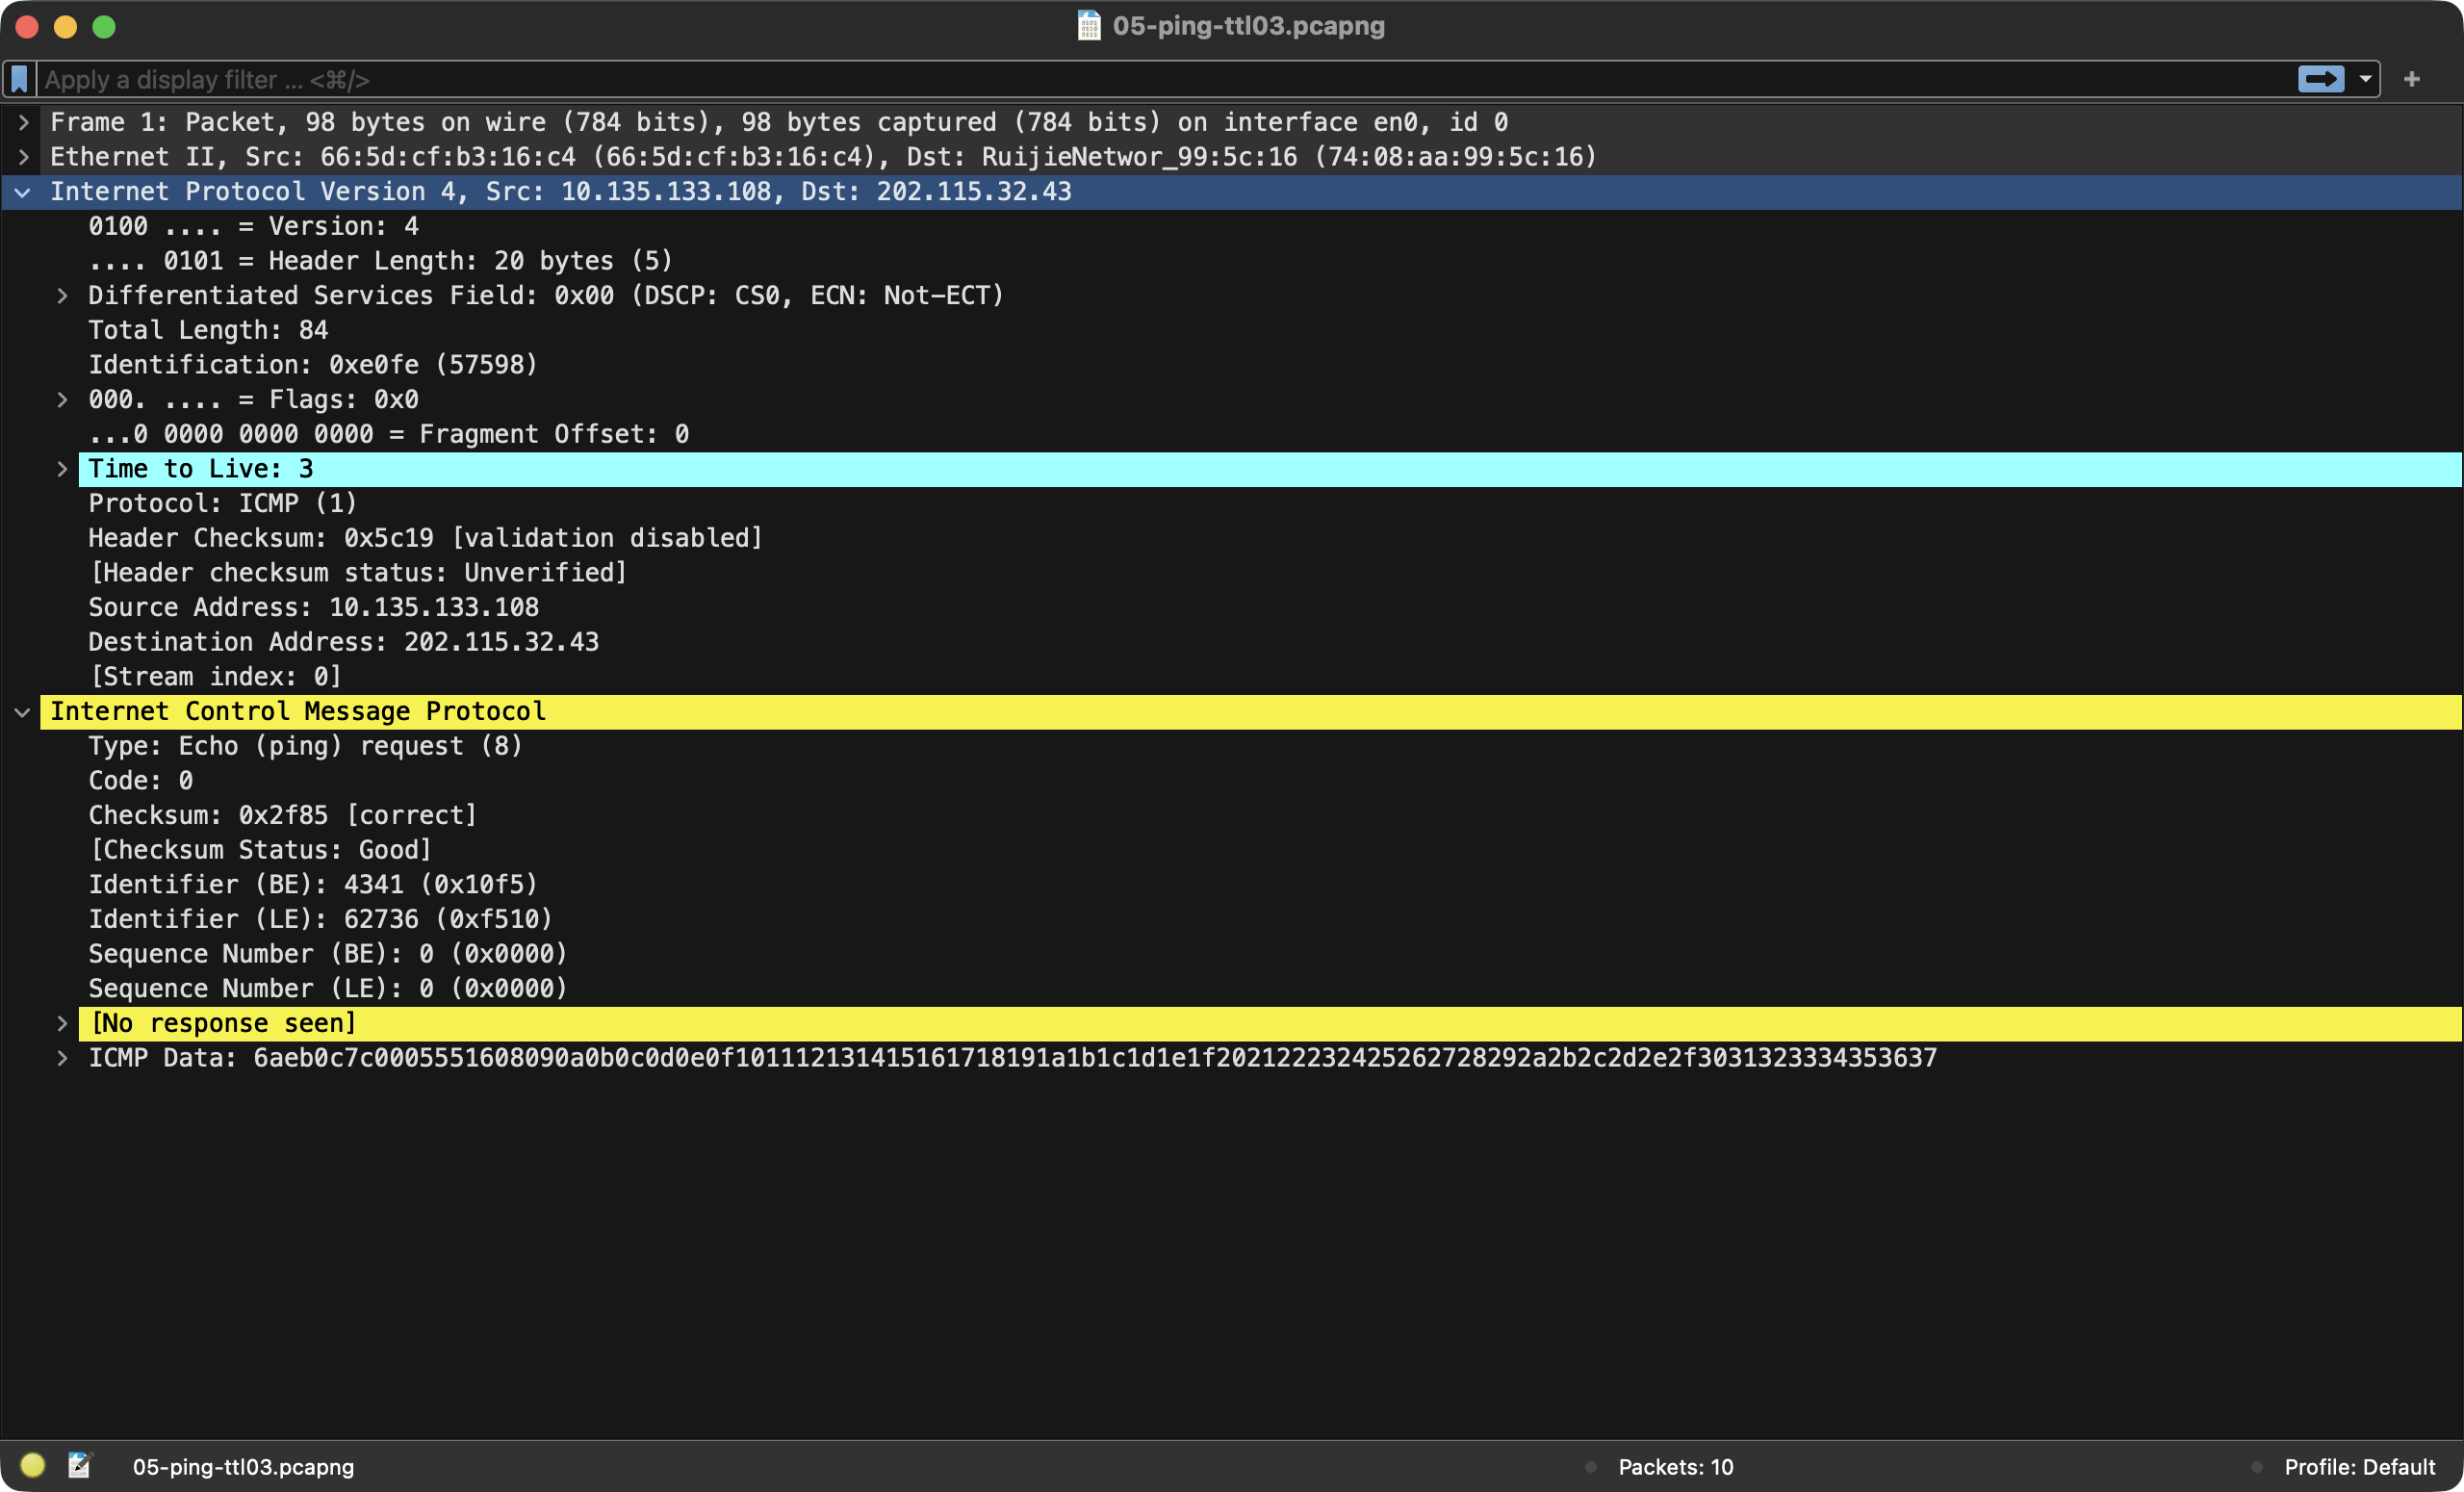 05-ping-ttl03.pcapng
Apply a display filter ... <⌘/>
Frame 1: Packet, 98 bytes on wire (784 bits), 98 bytes captured (784 bits) on interface en0, id 0
Ethernet II, Src: 66:5d:cf:b3:16:c4 (66:5d:cf:b3:16:c4), Dst: RuijieNetwor_99:5c:16 (74:08:aa:99:5c:16)
Internet Protocol Version 4, Src: 10.135.133.108, Dst: 202.115.32.43
0100 .... = Version: 4
.... 0101 = Header Length: 20 bytes (5)
Differentiated Services Field: 0x00 (DSCP: CS0, ECN: Not-ECT)
Total Length: 84
Identification: 0xe0fe (57598)
000. .... = Flags: 0x0
...0 0000 0000 0000 = Fragment Offset: 0
Time to Live: 3
Protocol: ICMP (1)
Header Checksum: 0x5c19 [validation disabled]
[Header checksum status: Unverified]
Source Address: 10.135.133.108
Destination Address: 202.115.32.43
[Stream index: 0]
Internet Control Message Protocol
Type: Echo (ping) request (8)
Code: 0
Checksum: 0x2f85 [correct]
[Checksum Status: Good]
Identifier (BE): 4341 (0x10f5)
Identifier (LE): 62736 (0xf510)
Sequence Number (BE): 0 (0x0000)
Sequence Number (LE): 0 (0x0000)
[No response seen]
ICMP Data: 6aeb0c7c0005551608090a0b0c0d0e0f101112131415161718191a1b1c1d1e1f202122232425262728292a2b2c2d2e2f3031323334353637
05-ping-ttl03.pcapng
Packets: 10
Profile: Default